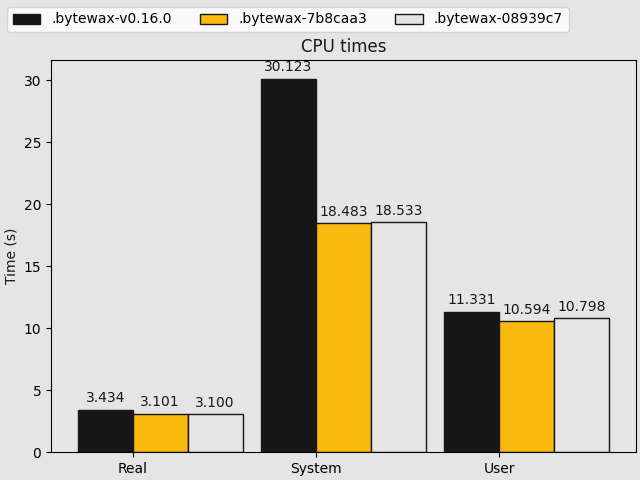 .bytewax-v0.16.0 .bytewax-7b8caa3 .bytewax-08939c7
CPU times
Time (s)
30
25
20
15
10
5
0
3.434 3.101 3.100
30.123 18.483 18.533
11.331 10.594 10.798
Real System User